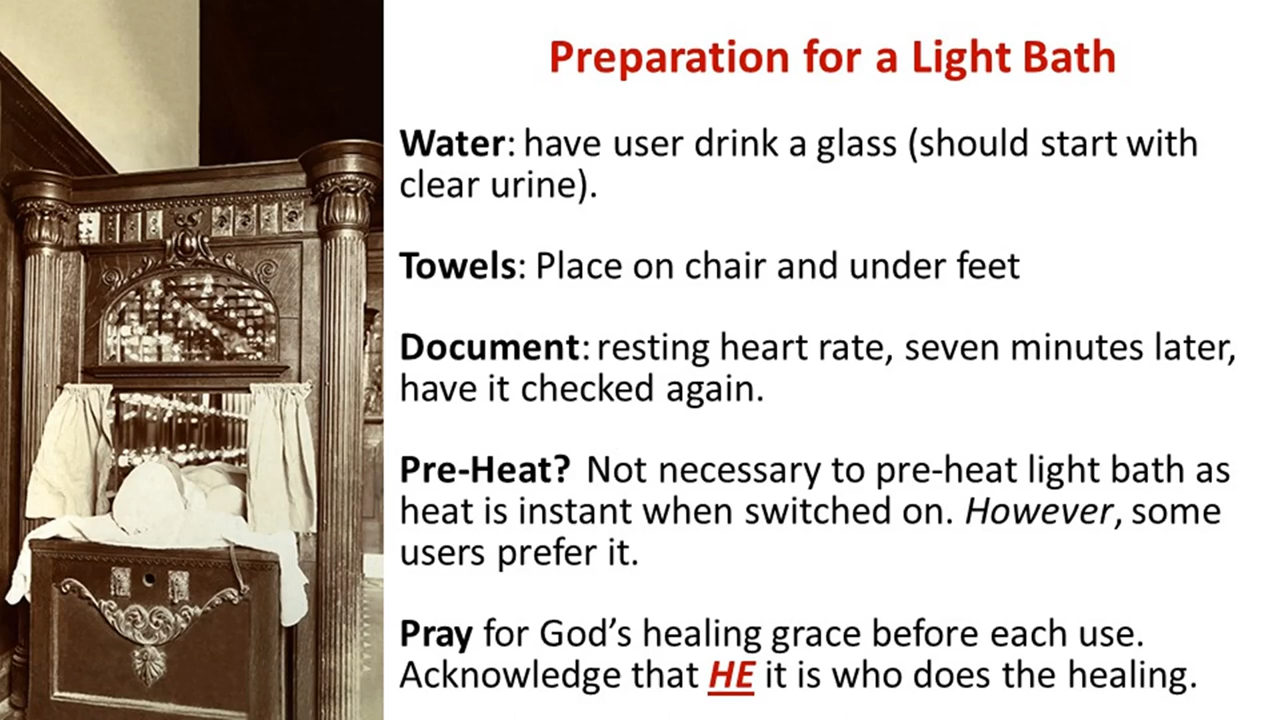 Preparation for a Light Bath
Water: have user drink a glass (should start with
clear urine).
Towels: Place on chair and under feet
Document: resting heart rate, seven minutes later,
have it checked again.
Pre-Heat? Not necessary to pre-heat light bath as
heat is instant when switched on. However, some
users prefer it.
Pray for God’s healing grace before each use.
Acknowledge that HE it is who does the healing.